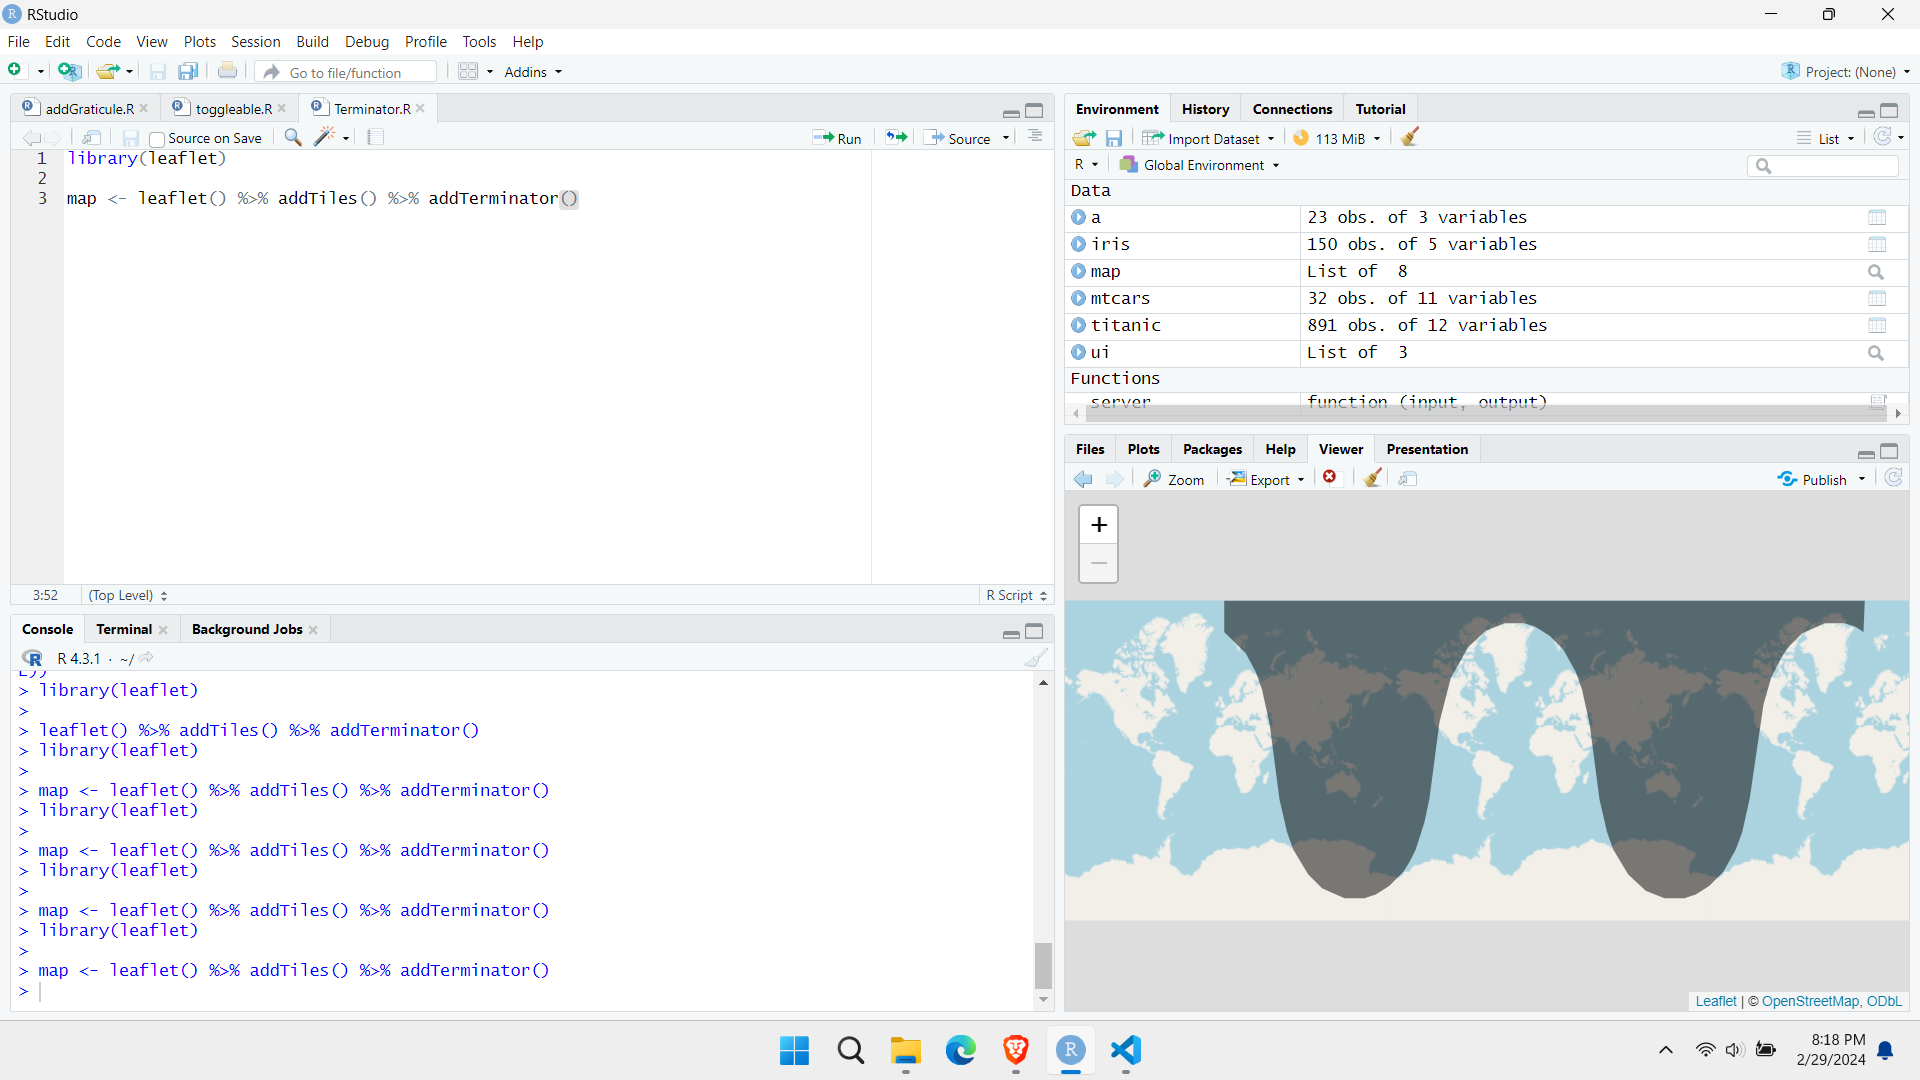 RStudio
File Edit Code View Plots Session Build Debug Profile Tools Help
Go to file/function Addins Project: (None)
addGraticule.R toggleable.R Terminator.R
Source on Save Run Source
1 library(leaflet)
2
3 map <- leaflet() %>% addTiles() %>% addTerminator()
3:52 (Top Level) R Script
Console Terminal Background Jobs
R 4.3.1 · ~/
> library(leaflet)
>
> leaflet() %>% addTiles() %>% addTerminator()
> library(leaflet)
>
> map <- leaflet() %>% addTiles() %>% addTerminator()
> library(leaflet)
>
> map <- leaflet() %>% addTiles() %>% addTerminator()
> library(leaflet)
>
> map <- leaflet() %>% addTiles() %>% addTerminator()
> library(leaflet)
>
> map <- leaflet() %>% addTiles() %>% addTerminator()
>
Environment History Connections Tutorial
Import Dataset 113 MiB List
R Global Environment
Data
a 23 obs. of 3 variables
iris 150 obs. of 5 variables
map List of 8
mtcars 32 obs. of 11 variables
titanic 891 obs. of 12 variables
ui List of 3
Functions
server function (input, output)
Files Plots Packages Help Viewer Presentation
Zoom Export Publish
+
−
Leaflet | © OpenStreetMap, ODbL
8:18 PM
2/29/2024